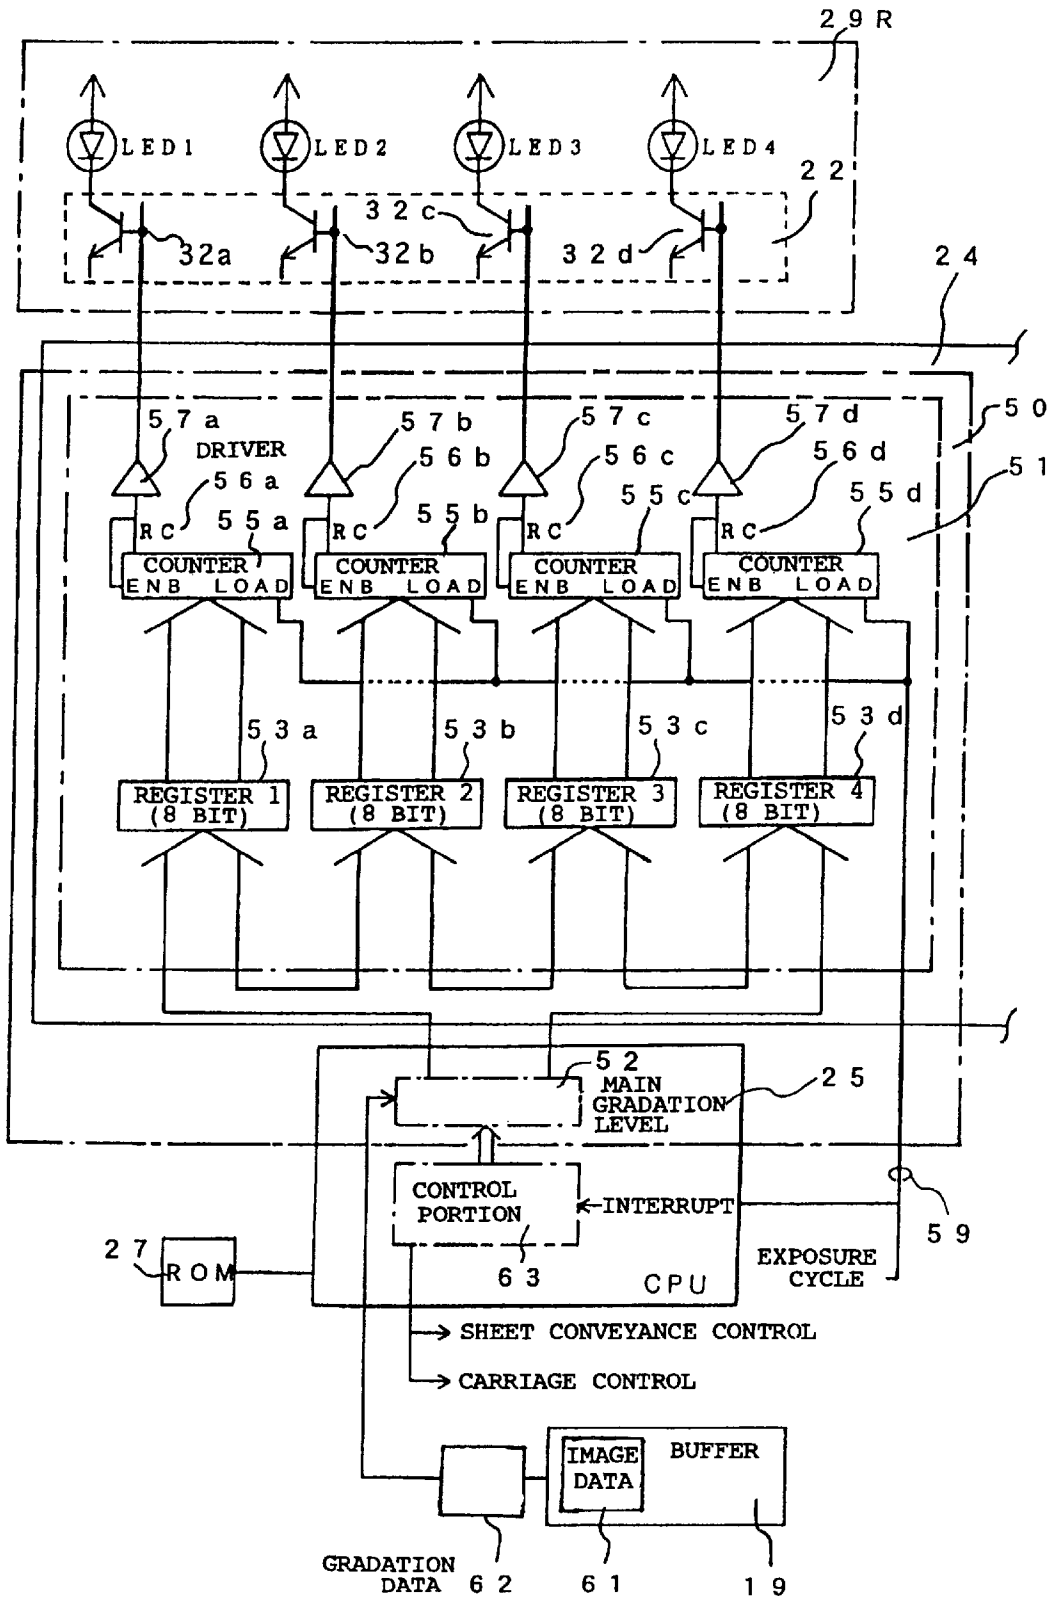 29R
LED1 LED2 LED3 LED4
22
32a 32b 32c 32d
24
50
51
57a 57b 57c 57d
DRIVER
56a 56b 56c 56d
55a 55b 55c 55d
RC RC RC RC
COUNTER COUNTER COUNTER COUNTER
ENB LOAD ENB LOAD ENB LOAD ENB LOAD
53a 53b 53c 53d
REGISTER 1 REGISTER 2 REGISTER 3 REGISTER 4
(8 BIT) (8 BIT) (8 BIT) (8 BIT)
52
MAIN
GRADATION
LEVEL
25
CONTROL
PORTION
INTERRUPT
63
59
27
ROM
CPU
EXPOSURE
CYCLE
SHEET CONVEYANCE CONTROL
CARRIAGE CONTROL
IMAGE
DATA
BUFFER
GRADATION
DATA
62
61
19